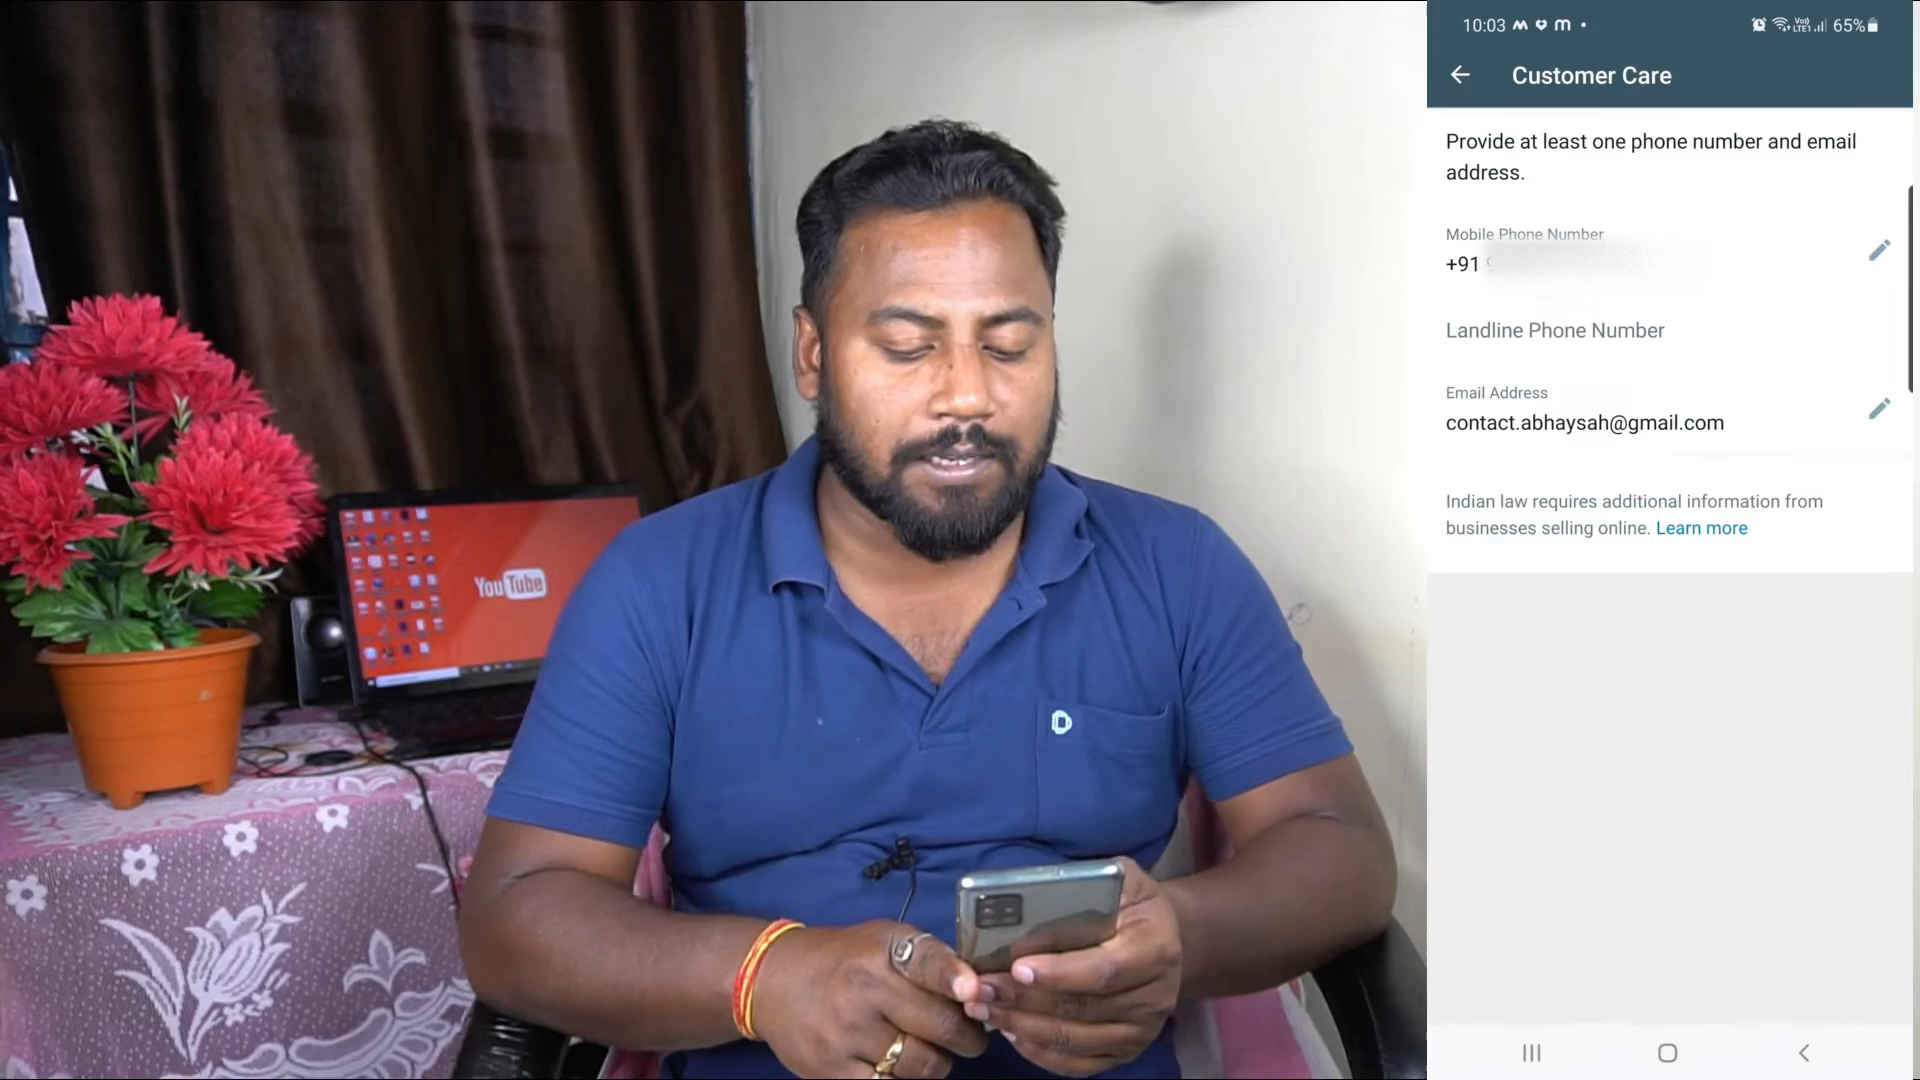 You Tube
10:03
65%
Customer Care
Provide at least one phone number and email
address.
Mobile Phone Number
+91
Landline Phone Number
Email Address
contact.abhaysah@gmail.com
Indian law requires additional information from
businesses selling online. Learn more